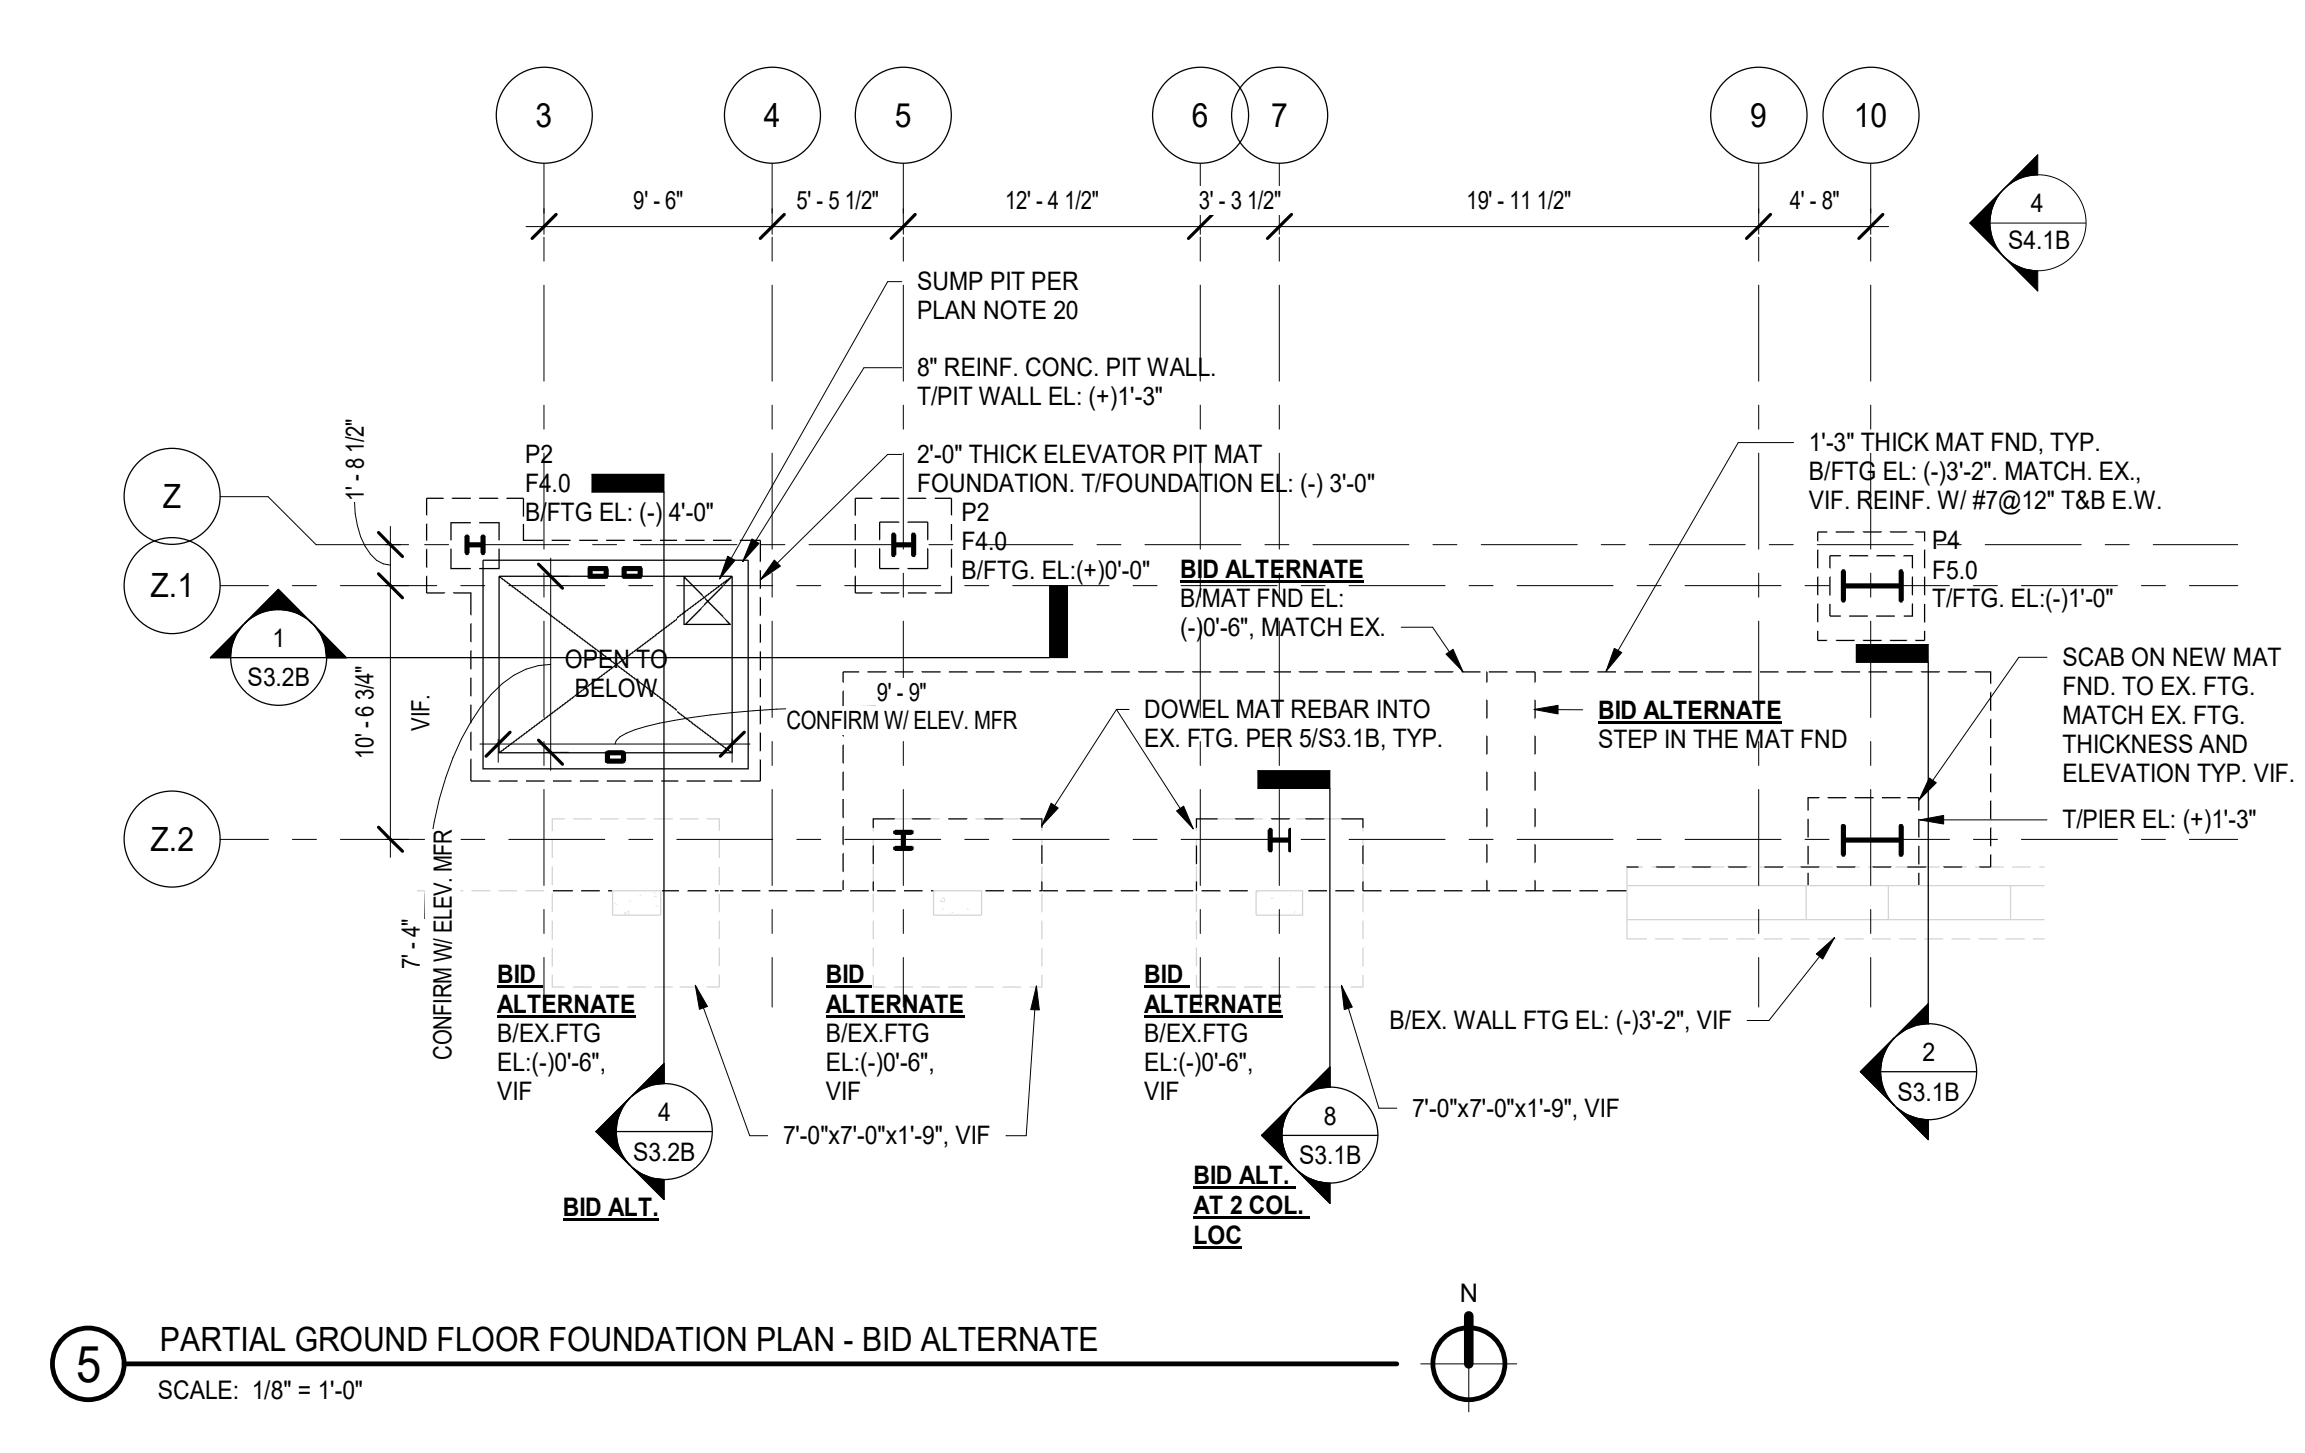 3
4
5
6
7
9
10
9' - 6"
5' - 5 1/2"
12' - 4 1/2"
3' - 3 1/2"
19' - 11 1/2"
4' - 8"
4
S4.1B
SUMP PIT PER
PLAN NOTE 20
8" REINF. CONC. PIT WALL.
T/PIT WALL EL: (+)1'-3"
2'-0" THICK ELEVATOR PIT MAT
FOUNDATION. T/FOUNDATION EL: (-) 3'-0"
1'-3" THICK MAT FND, TYP.
B/FTG EL: (-)3'-2". MATCH. EX.,
VIF. REINF. W/ #7@12" T&B E.W.
1' - 8 1/2"
Z
Z.1
Z.2
P2
F4.0
B/FTG EL: (-) 4'-0"
P2
F4.0
B/FTG. EL:(+)0'-0"
P4
F5.0
T/FTG. EL:(-)1'-0"
BID ALTERNATE
B/MAT FND EL:
(-)0'-6", MATCH EX.
1
S3.2B
10' - 6 3/4"
VIF.
OPEN TO
BELOW
9' - 9"
CONFIRM W/ ELEV. MFR
DOWEL MAT REBAR INTO
EX. FTG. PER 5/S3.1B, TYP.
BID ALTERNATE
STEP IN THE MAT FND
SCAB ON NEW MAT
FND. TO EX. FTG.
MATCH EX. FTG.
THICKNESS AND
ELEVATION TYP. VIF.
T/PIER EL: (+)1'-3"
7' - 4"
CONFIRM W/ ELEV. MFR
BID
ALTERNATE
B/EX.FTG
EL:(-)0'-6",
VIF
BID
ALTERNATE
B/EX.FTG
EL:(-)0'-6",
VIF
BID
ALTERNATE
B/EX.FTG
EL:(-)0'-6",
VIF
B/EX. WALL FTG EL: (-)3'-2", VIF
2
S3.1B
7'-0"x7'-0"x1'-9", VIF
7'-0"x7'-0"x1'-9", VIF
4
S3.2B
BID ALT.
8
S3.1B
BID ALT.
AT 2 COL.
LOC
N
5
PARTIAL GROUND FLOOR FOUNDATION PLAN - BID ALTERNATE
SCALE: 1/8" = 1'-0"